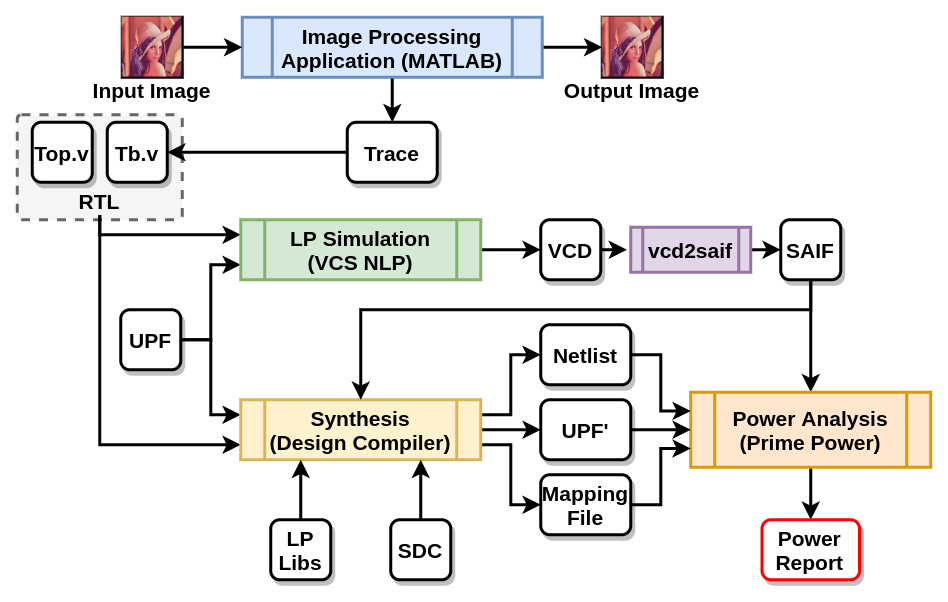 Image Processing
Application (MATLAB)
Input Image
Output Image
Top.v
Tb.v
Trace
RTL
LP Simulation
(VCS NLP)
VCD
vcd2saif
SAIF
UPF
Netlist
Synthesis
(Design Compiler)
UPF'
Power Analysis
(Prime Power)
Mapping
File
LP
Libs
SDC
Power
Report